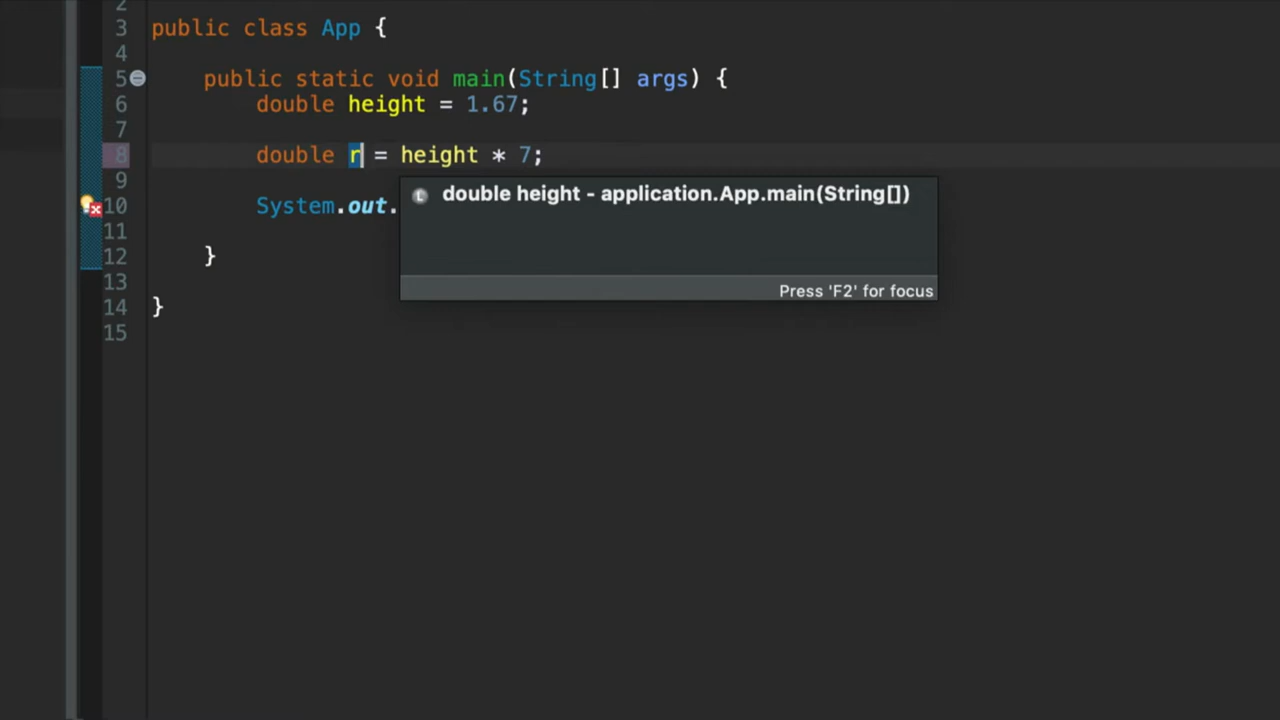 2
3 public class App {
4
5 public static void main(String[] args) {
6 double height = 1.67;
7
8 double r = height * 7;
9
double height - application.App.main(String[])
10 System.out.
11
12 }
13
Press 'F2' for focus
14 }
15